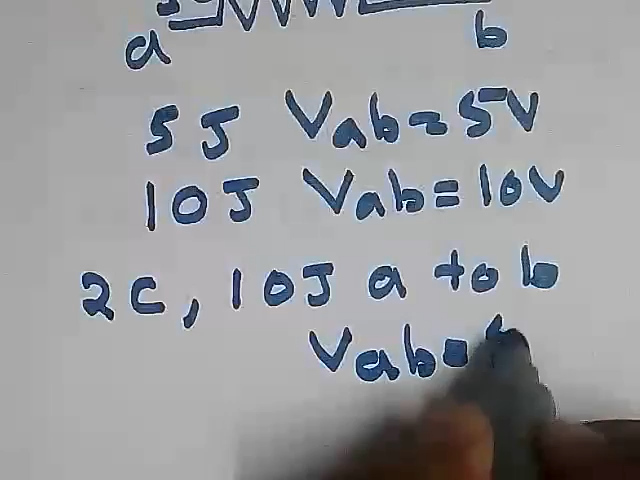 a b
5J Vab=5V
10J Vab=10V
2C, 10J a to b
Vab=